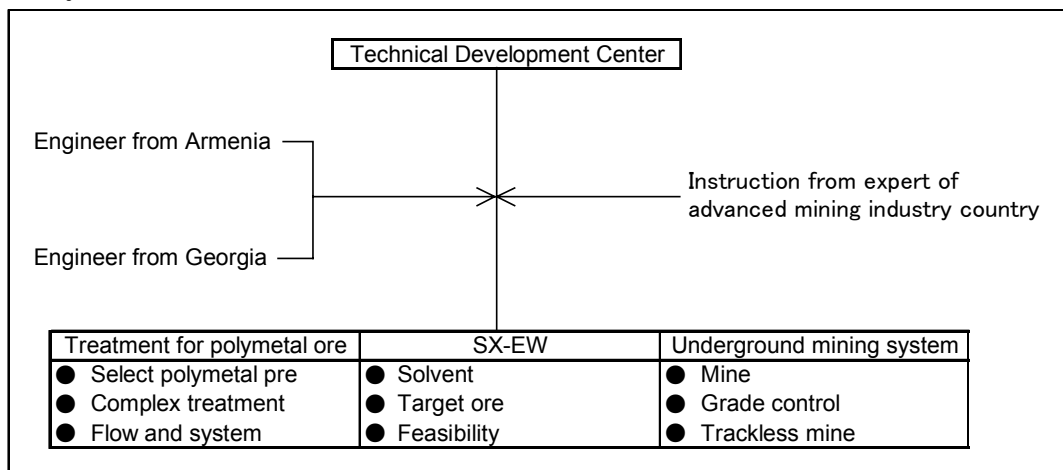 Technical Development Center
Engineer from Armenia
Instruction from expert of
advanced mining industry country
Engineer from Georgia
Treatment for polymetal ore SX-EW Underground mining system
● Select polymetal pre ● Solvent ● Mine
● Complex treatment ● Target ore ● Grade control
● Flow and system ● Feasibility ● Trackless mine